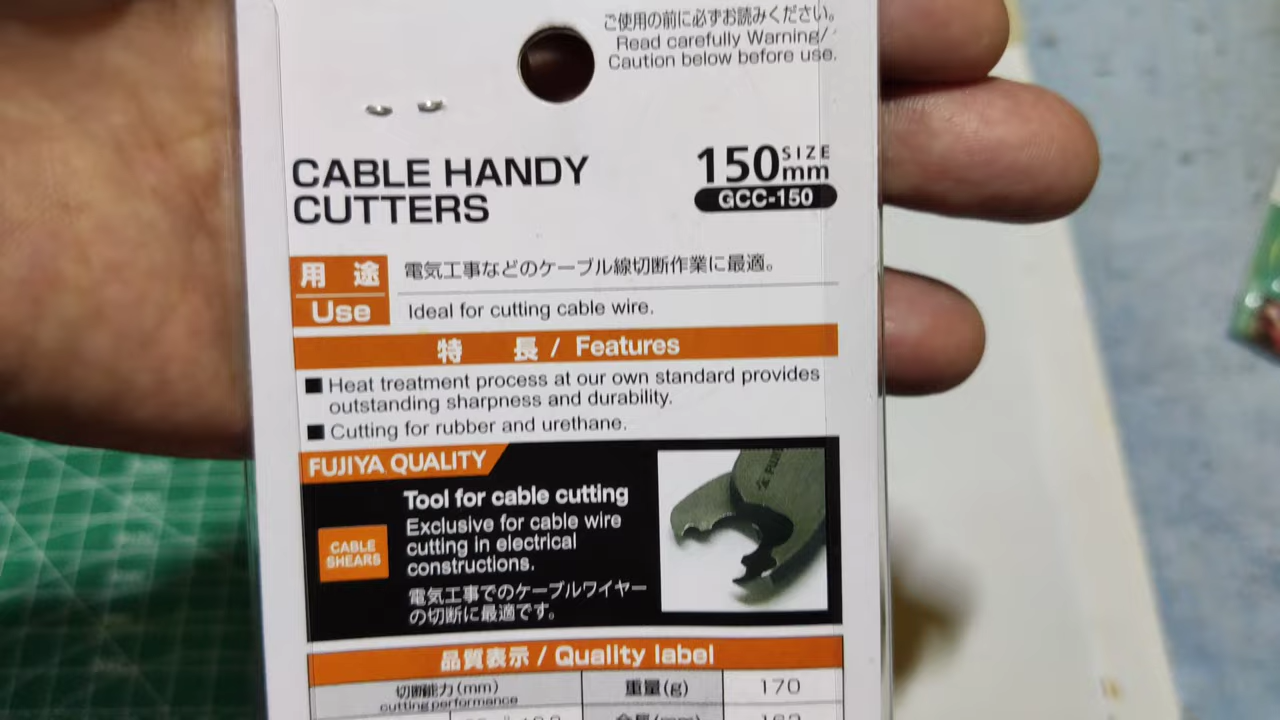 ご使用の前に必ずお読みください。
Read carefully Warning/
Caution below before use.
CABLE HANDY
CUTTERS
150 SIZE mm
GCC-150
用途
Use
電気工事などのケーブル線切断作業に最適。
Ideal for cutting cable wire.
特長 / Features
■ Heat treatment process at our own standard provides
outstanding sharpness and durability.
■ Cutting for rubber and urethane.
FUJIYA QUALITY
Tool for cable cutting
CABLE
SHEARS
Exclusive for cable wire
cutting in electrical
constructions.
電気工事でのケーブルワイヤー
の切断に最適です。
品質表示 / Quality label
切断能力(mm)
cutting performance
重量(g)
170